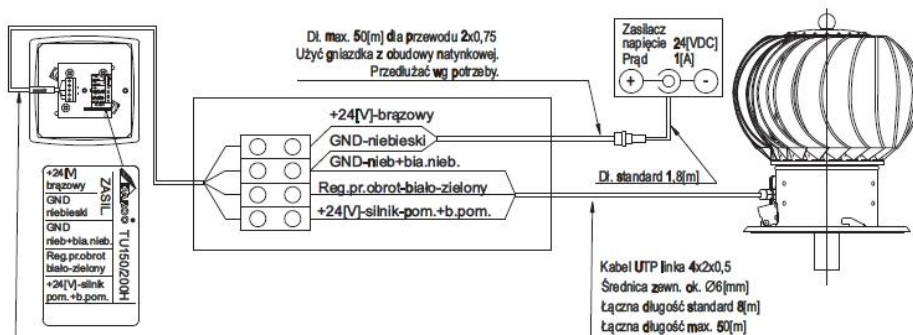 Dł. max. 50[m] dla przewodu 2x0,75
Użyć gniazdka z obudowy natynkowej.
Przedłużać wg potrzeby.
Zasilacz
napięcie 24[VDC]
Prąd 1[A]
+
-
+24[V]-brązowy
GND-niebieski
GND-nieb+bia.nieb.
Reg.pr.obrot-biało-zielony
+24[V]-silnik-pom.+b.pom.
Dł. standard 1,8[m]
+24[V]
brązowy
GND
niebieski
ZASIL.
GND
nieb+bia.nieb.
Reg.pr.obrot
biało-zielony
+24[V]-silnik
pom.+b.pom.
TU150/200H
Kabel UTP linka 4x2x0,5
Średnica zewn. ok. Ø6[mm]
Łączna długość standard 8[m]
Łączna długość max. 50[m]